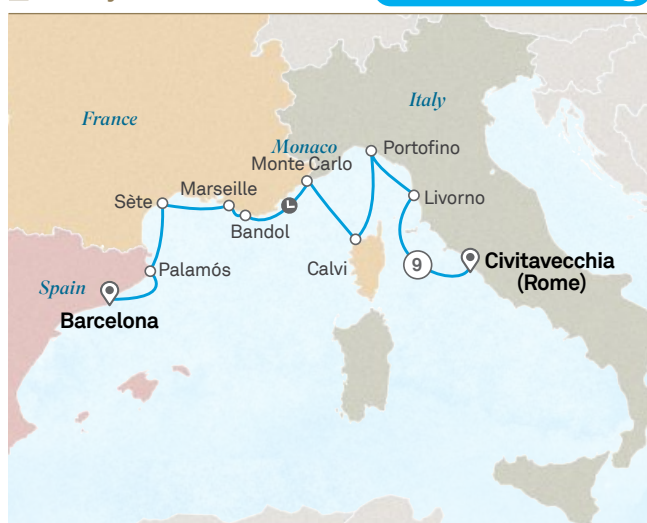 France
Italy
Monaco
Monte Carlo
Portofino
Marseille
Sète
Livorno
Bandol
Calvi
Palamós
Spain
9
Civitavecchia
(Rome)
Barcelona